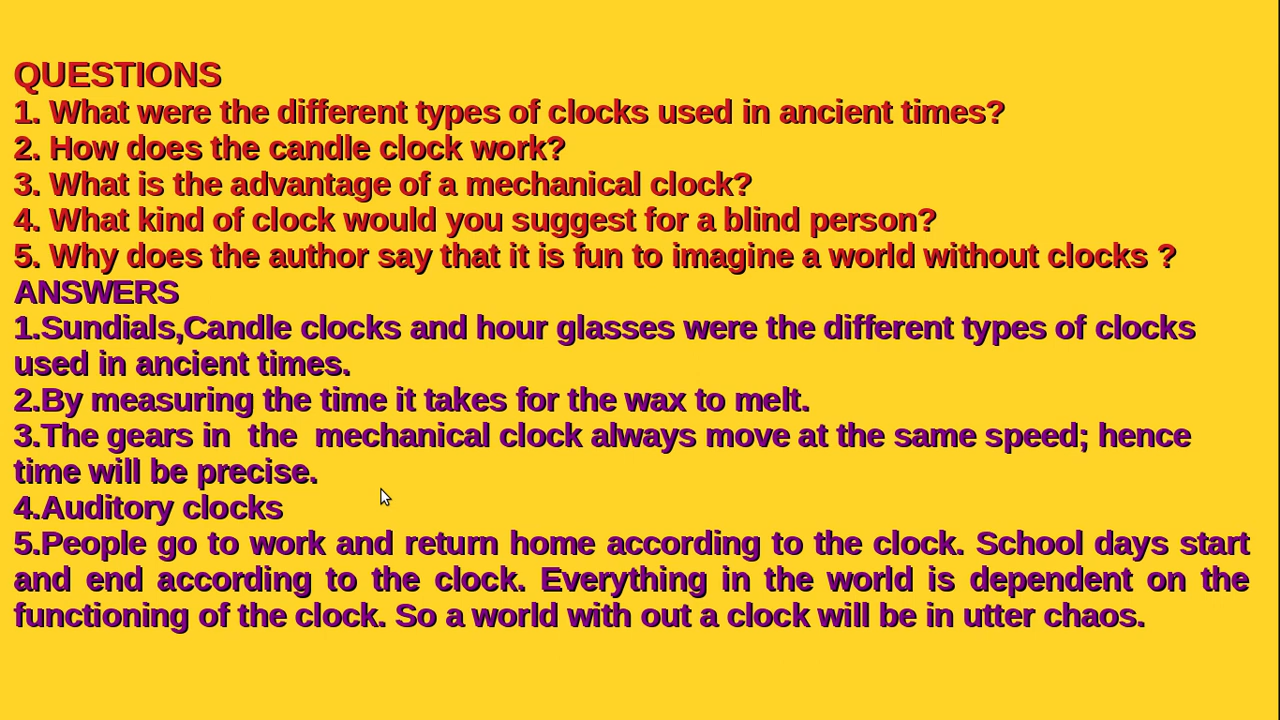 QUESTIONS
1. What were the different types of clocks used in ancient times?
2. How does the candle clock work?
3. What is the advantage of a mechanical clock?
4. What kind of clock would you suggest for a blind person?
5. Why does the author say that it is fun to imagine a world without clocks ?
ANSWERS
1.Sundials,Candle clocks and hour glasses were the different types of clocks
used in ancient times.
2.By measuring the time it takes for the wax to melt.
3.The gears in  the  mechanical clock always move at the same speed; hence
time will be precise.
4.Auditory clocks
5.People go to work and return home according to the clock. School days start
and end according to the clock. Everything in the world is dependent on the
functioning of the clock. So a world with out a clock will be in utter chaos.